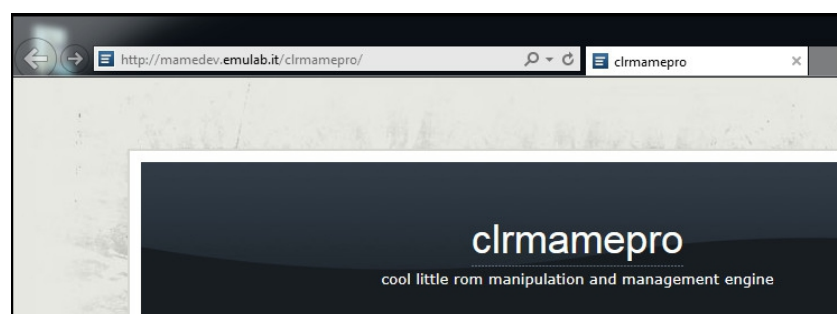 http://mamedev.emulab.it/clrmamepro/
clrmamepro
clrmamepro
cool little rom manipulation and management engine